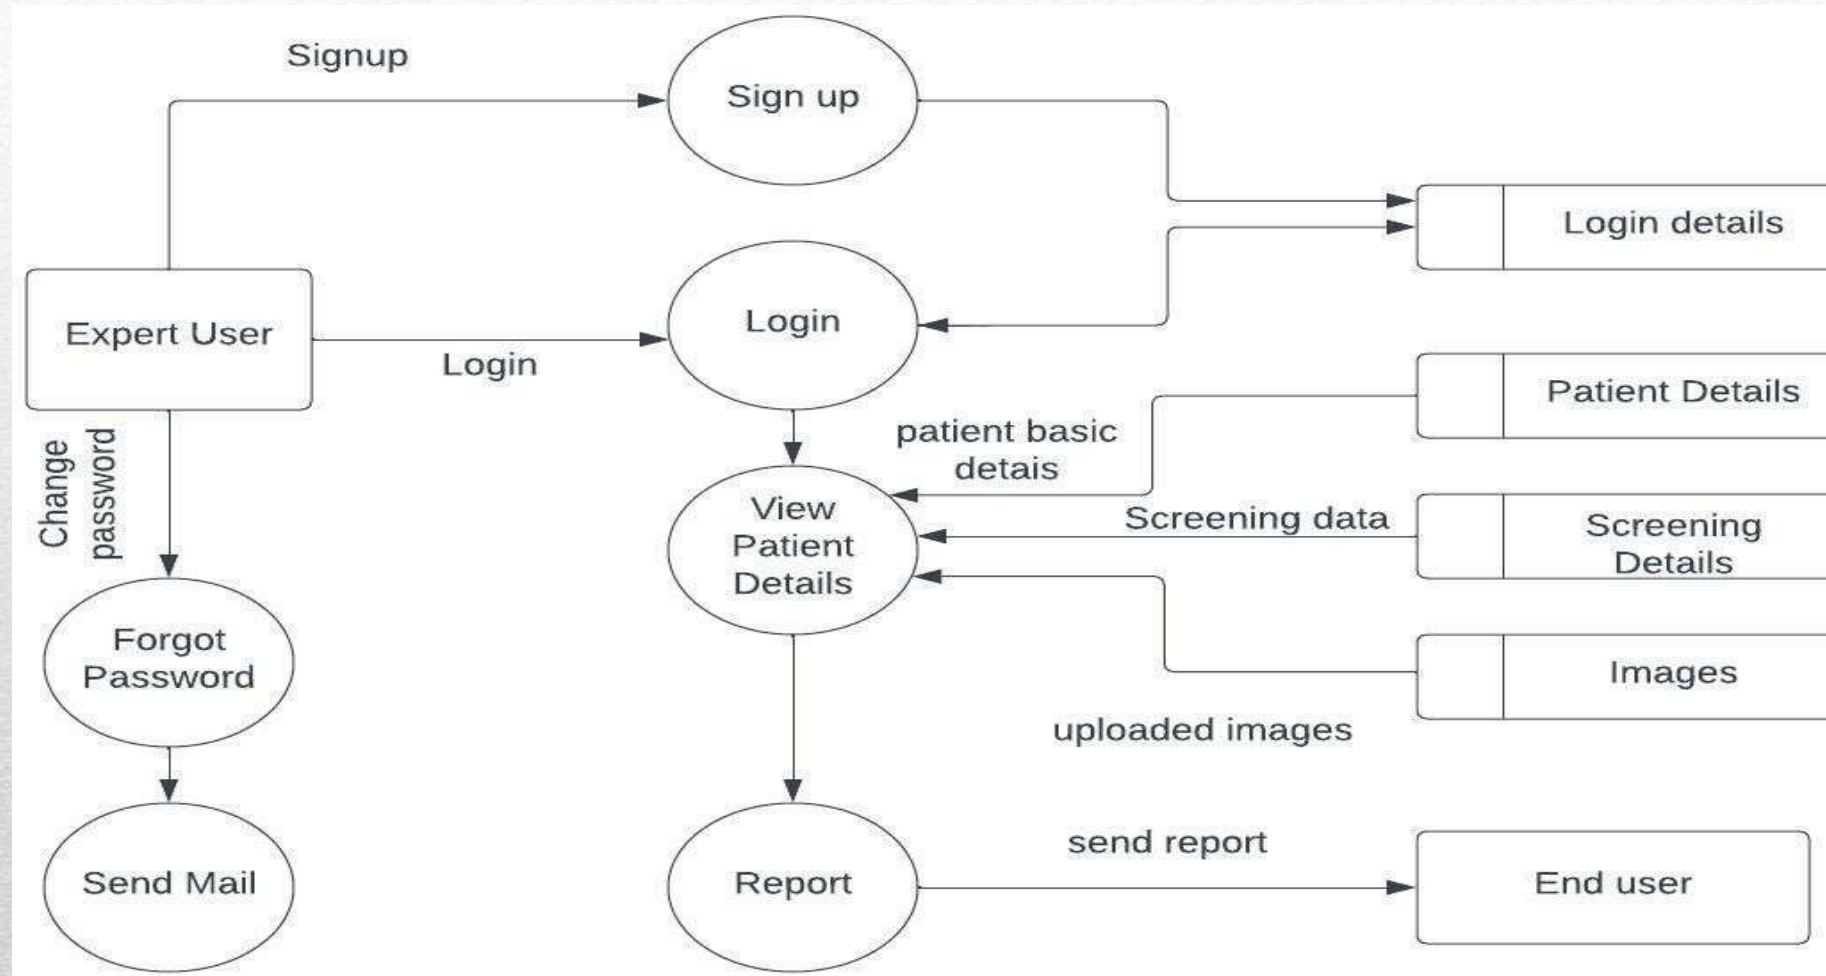 Signup
Sign up
Login details
Expert User
Login
Login
Patient Details
Change
password
patient basic
detais
View
Patient
Details
Screening data
Screening
Details
Forgot
Password
Images
uploaded images
Send Mail
Report
send report
End user